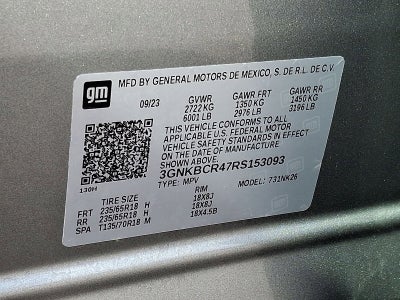 gm
MFD BY GENERAL MOTORS DE MEXICO, S. DE R.L. DE C.V.
09/23 GVWR GAWR FRT GAWR RR
2722 KG 1350 KG 1450 KG
6001 LB 2976 LB 3196 LB
THIS VEHICLE CONFORMS TO ALL
APPLICABLE U.S. FEDERAL MOTOR
VEHICLE SAFETY STANDARDS IN EFFECT
ON THE DATE OF MANUFACTURE
SHOWN ABOVE.
3GNKBCR47RS153093
130H TYPE: MPV MODEL: 731NK26
TIRE SIZE RIM
FRT 235/65R18 H 18X8J
RR 235/65R18 H 18X8J
SPA T135/70R18 M 18X4.5B